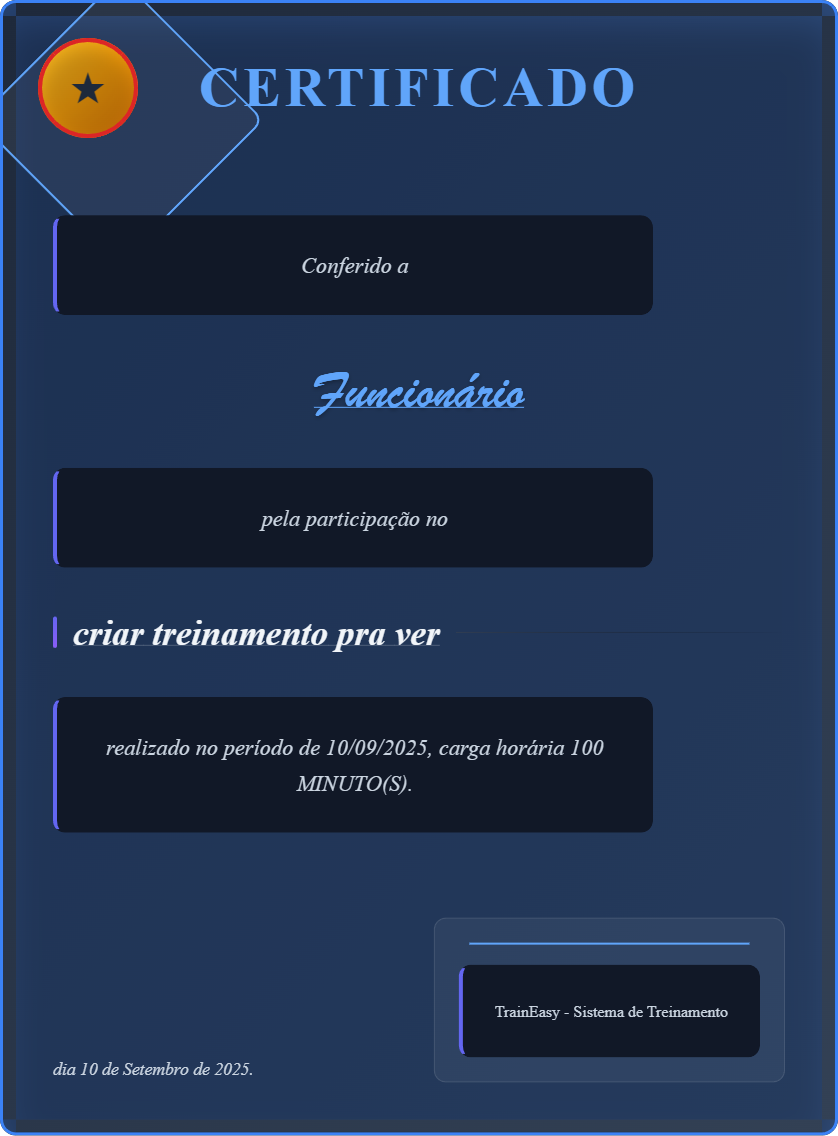 CERTIFICADO
Conferido a
Funcionário
pela participação no
criar treinamento pra ver
realizado no período de 10/09/2025, carga horária 100
MINUTO(S).
TrainEasy - Sistema de Treinamento
dia 10 de Setembro de 2025.